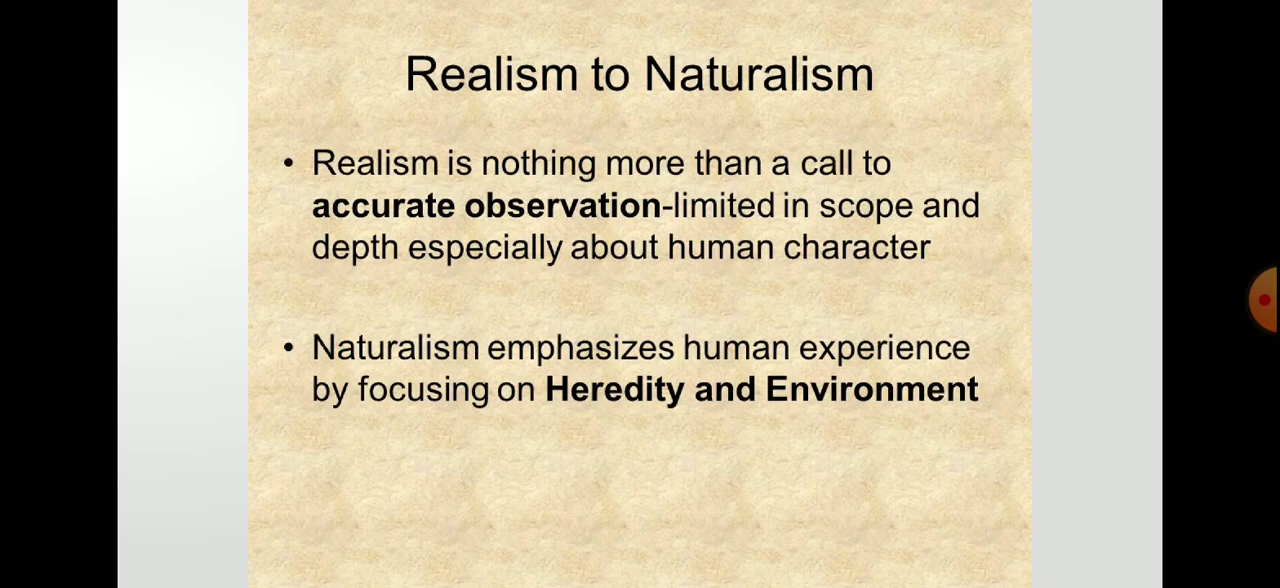 Realism to Naturalism
• Realism is nothing more than a call to
accurate observation-limited in scope and
depth especially about human character
• Naturalism emphasizes human experience
by focusing on Heredity and Environment